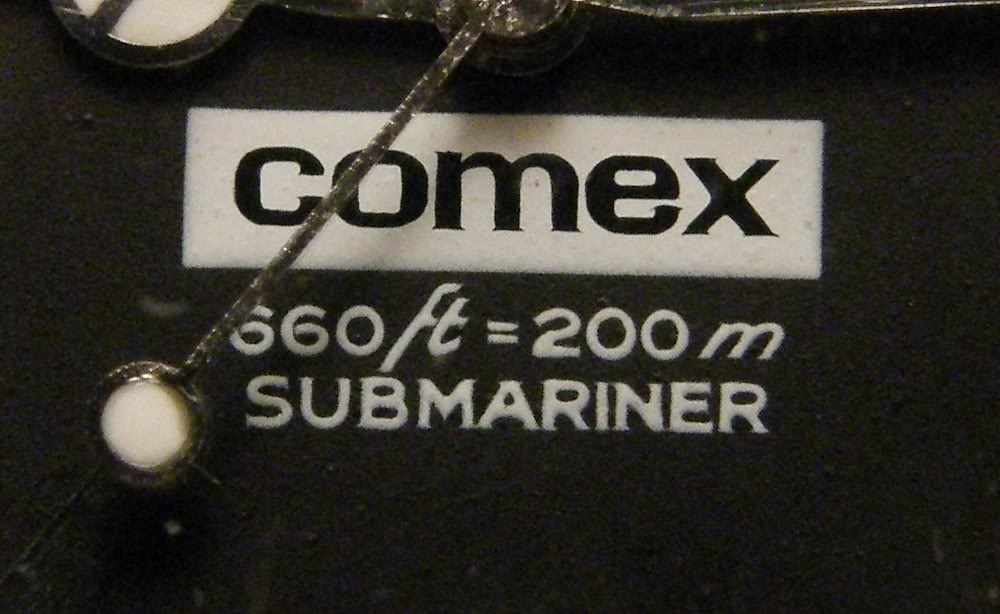 comex
660ft = 200m
SUBMARINER